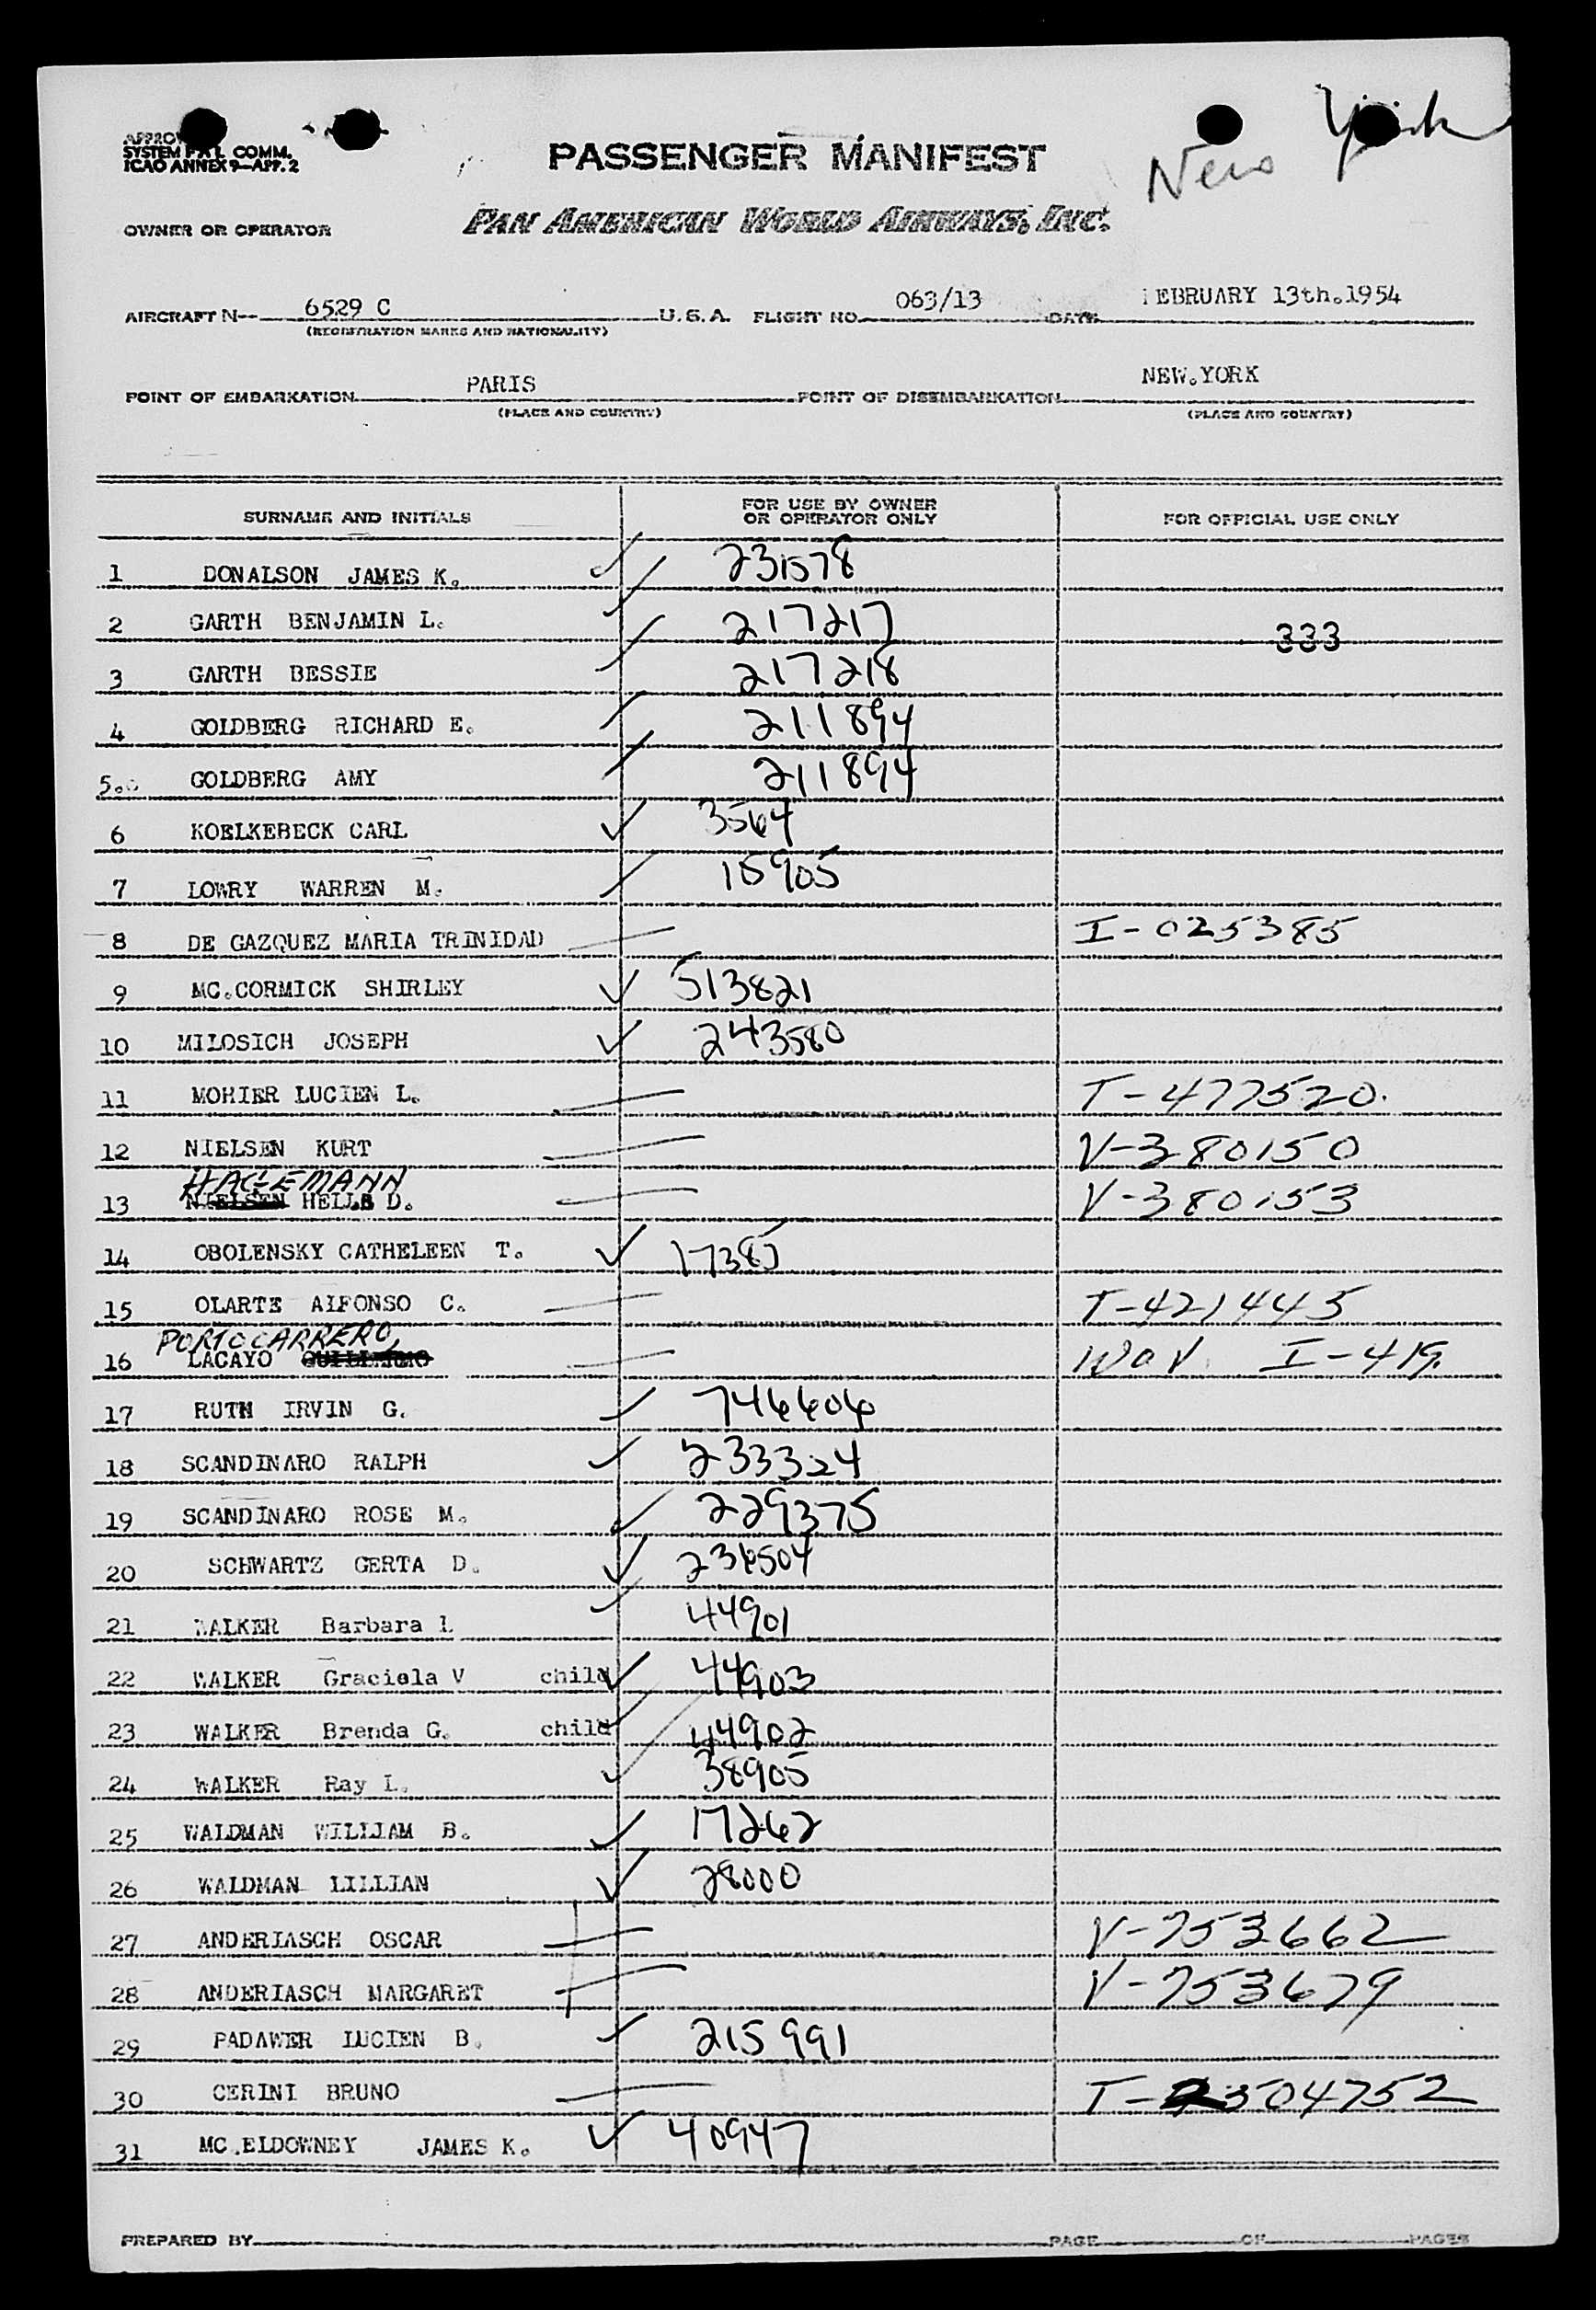 New York
SYSTEM COMM.
ICAO ANNEX 9-APP. 2
PASSENGER MANIFEST
OWNER OR OPERATOR
PAN AMERICAN WORLD AIRWAYS, INC.
AIRCRAFT N-- 6529 C U.S.A. FLIGHT NO. 063/13 DATE FEBRUARY 13th.1954
(REGISTRATION MARKS AND NATIONALITY)
POINT OF EMBARKATION PARIS POINT OF DISEMBARKATION NEW.YORK
(PLACE AND COUNTRY) (PLACE AND COUNTRY)
SURNAME AND INITIALS FOR USE BY OWNER OR OPERATOR ONLY FOR OFFICIAL USE ONLY
1 DONALSON JAMES K. 231578
2 GARTH BENJAMIN L. 217217 333
3 GARTH BESSIE 217218
4 GOLDBERG RICHARD E. 211894
5 GOLDBERG AMY 211894
6 KOELKEBECK CARL 3564
7 LOWRY WARREN M. 18905
8 DE GAZQUEZ MARIA TRINIDAD I-025385
9 MC.CORMICK SHIRLEY 513821
10 MILOSICH JOSEPH 243580
11 MOHIER LUCIEN L. T-477520.
12 NIELSEN KURT V-380150
HAGEMANN
13 NIELSEN HELLE D. V-380153
14 OBOLENSKY CATHELEEN T. 17385
15 OLARTE ALFONSO C. T-421445
PORTOCARRERO,
16 LACAYO GUILLERMO I-419.
17 RUTH IRVIN G. 746606
18 SCANDINARO RALPH 233324
19 SCANDINARO ROSE M. 229375
20 SCHWARTZ GERTA D.
21 WALKER Barbara L 44901
22 WALKER Graciela V child 44903
23 WALKER Brenda G. child 44902
24 WALKER Ray L. 38905
25 WALDMAN WILLIAM B. 17262
26 WALDMAN LILLIAN 28000
27 ANDERIASCH OSCAR V-753662
28 ANDERIASCH MARGARET V-753679
29 PADAWER LUCIEN B. 215991
30 CERINI BRUNO T-3504752
31 MC.ELDOWNEY JAMES K. 40947
PREPARED BY PAGE OF PAGES